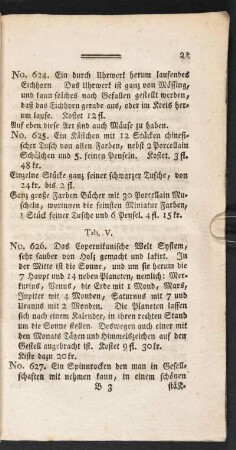 21
No. 624. Ein durch Uhrwerk herum laufendes
Eichhorn Das Uhrwerk ist ganz von Mössing,
und kann solches nach Gefallen gestellt werden,
daß das Eichhorn gerade aus, oder im Kreis her-
um laufe. Kostet 12 fl.
Auf eben diese Art sind auch Mäuse zu haben.
No. 625. Ein Kästchen mit 12 Stücken chinesi-
scher Tusch von allen Farben, nebst 2 Porcellain
Schälchen und 5. feinen Penseln. Kostet. 3 fl.
48 kr.
Einzelne Stücke ganz feiner schwarzer Tusche, von
24 kr. bis 2 fl.
Ganz große Farben Bücher mit 30 Porcellain Mu-
scheln, worinnen die feinsten Miniatur Farben,
1 Stück feiner Tusche und 6 Pensel. 4 fl. 15 kr.
Tab. V.
No. 626. Das Copernikanische Welt System,
sehr sauber von Holz gemacht und lakirt. In
der Mitte ist die Sonne, und um sie herum die
7 Haupt und 14 neben Planeten, nemlich: Mer-
kurius, Venus, die Erde mit 1 Mond, Mars,
Jupiter mit 4 Monden, Saturnus mit 7 und
Uranus mit 2 Monden. Die Planeten lassen
sich nach einem Kalender, in ihren rechten Stand
um die Sonne stellen. Deswegen auch einer mit
den Monats Tägen und Himmelszeichen auf den
Gestell angebracht ist. Kostet 9 fl. 30 kr.
Kiste dazu 20 kr.
No. 627. Ein Spinnrocken den man in Gesell-
schaften mit nehmen kann, in einem schönen
B 3 stäh-